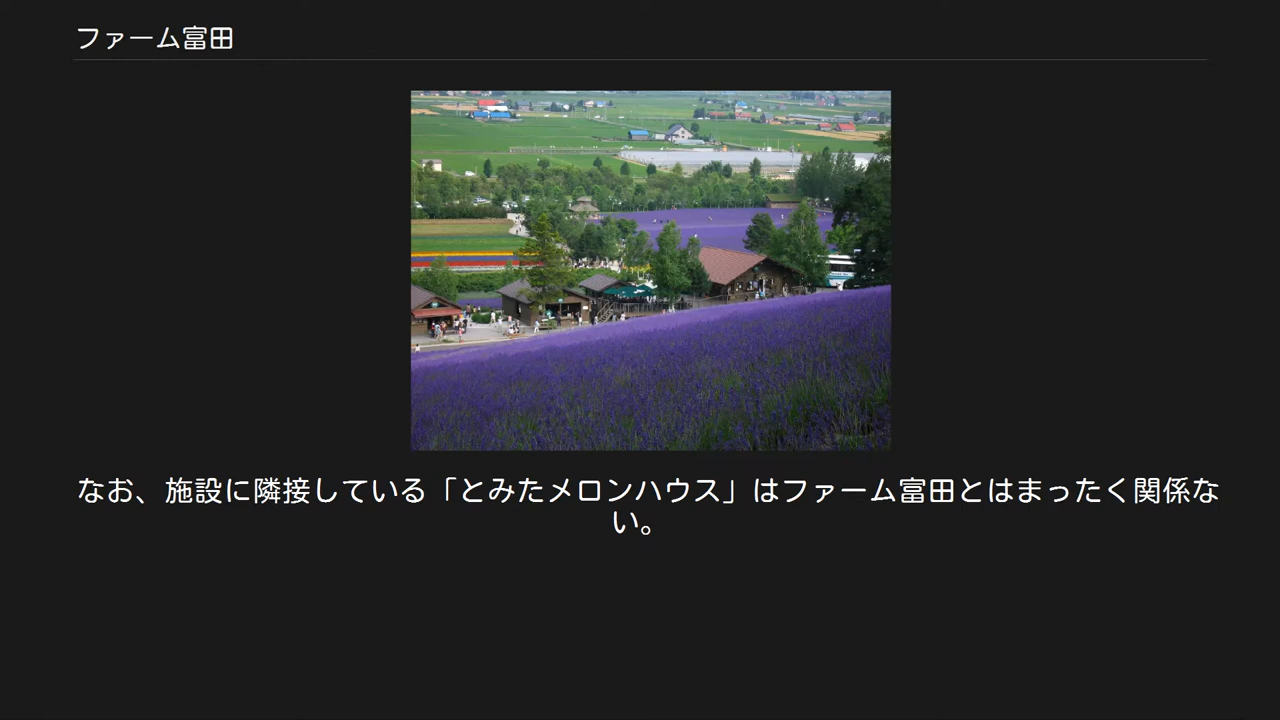 ファーム富田
なお、施設に隣接している「とみたメロンハウス」はファーム富田とはまったく関係な
い。